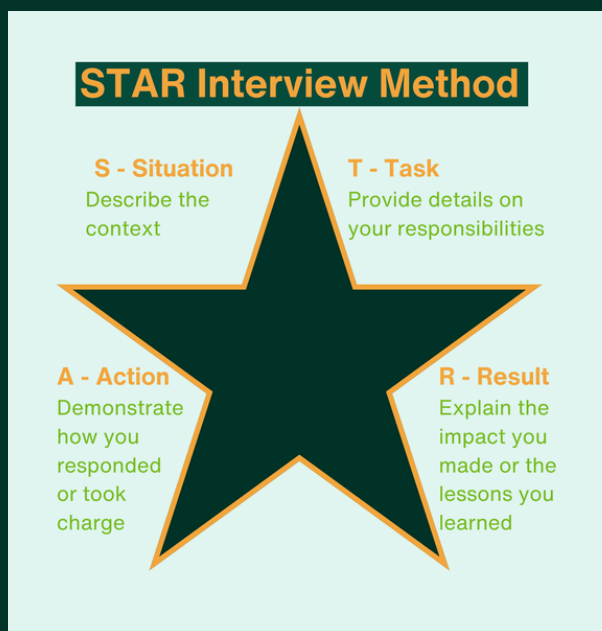 STAR Interview Method
S - Situation
Describe the
context
T - Task
Provide details on
your responsibilities
A - Action
Demonstrate
how you
responded
or took
charge
R - Result
Explain the
impact you
made or the
lessons you
learned